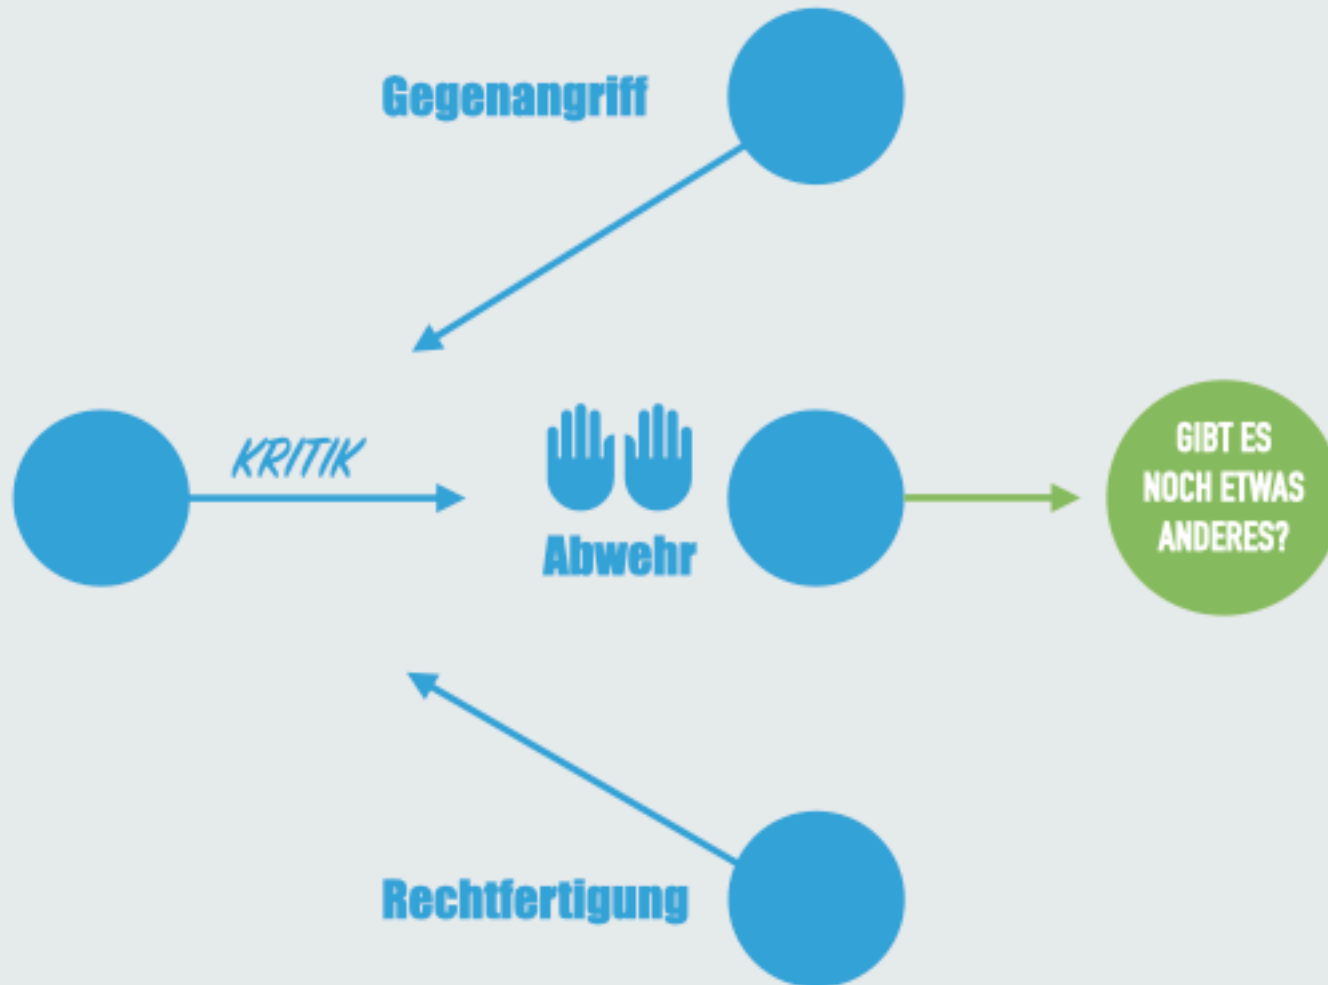 Gegenangriff
KRITIK
Abwehr
GIBT ES
NOCH ETWAS
ANDERES?
Rechtfertigung